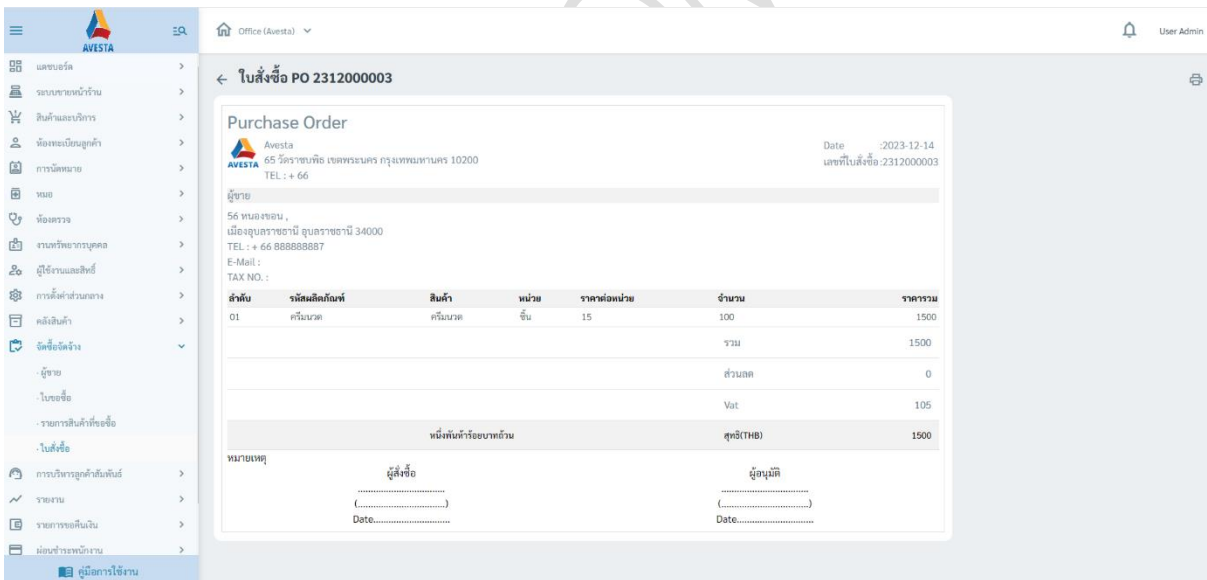 AVESTA
Office (Avesta)
User Admin
แดชบอร์ด
ระบบขายหน้าร้าน
สินค้าและบริการ
ห้องทะเบียนลูกค้า
การนัดหมาย
หมอ
ห้องตรวจ
งานทรัพยากรบุคคล
ผู้ใช้งานและสิทธิ์
การตั้งค่าส่วนกลาง
คลังสินค้า
จัดซื้อจัดจ้าง
- ผู้ขาย
- ใบขอซื้อ
- รายการสินค้าที่ขอซื้อ
- ใบสั่งซื้อ
การบริหารลูกค้าสัมพันธ์
รายงาน
รายการขอคืนเงิน
ผ่อนชำระพนักงาน
คู่มือการใช้งาน
ใบสั่งซื้อ PO 2312000003
Purchase Order
AVESTA
Avesta
65 วัดราชบพิธ เขตพระนคร กรุงเทพมหานคร 10200
TEL : + 66
Date :2023-12-14
เลขที่ใบสั่งซื้อ :2312000003
ผู้ขาย
56 หนองขอน ,
เมืองอุบลราชธานี อุบลราชธานี 34000
TEL : + 66 888888887
E-Mail :
TAX NO. :
ลำดับ รหัสผลิตภัณฑ์ สินค้า หน่วย ราคาต่อหน่วย จำนวน ราคารวม
01 ครีมนวด ครีมนวด ชิ้น 15 100 1500
รวม 1500
ส่วนลด 0
Vat 105
หนึ่งพันห้าร้อยบาทถ้วน สุทธิ(THB) 1500
หมายเหตุ
ผู้สั่งซื้อ ผู้อนุมัติ
................................ ................................
(................................) (................................)
Date............................ Date............................